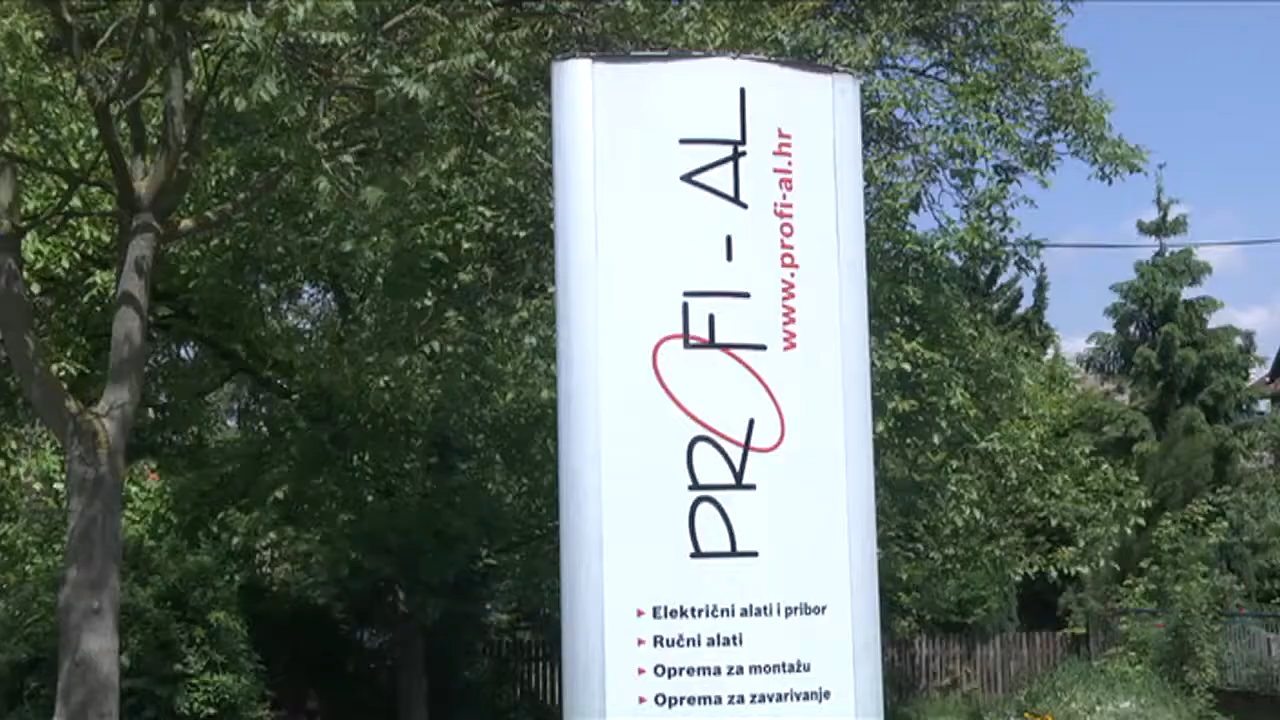 PROFI - AL
www.profi-al.hr
Električni alati i pribor
Ručni alati
Oprema za montažu
Oprema za zavarivanje